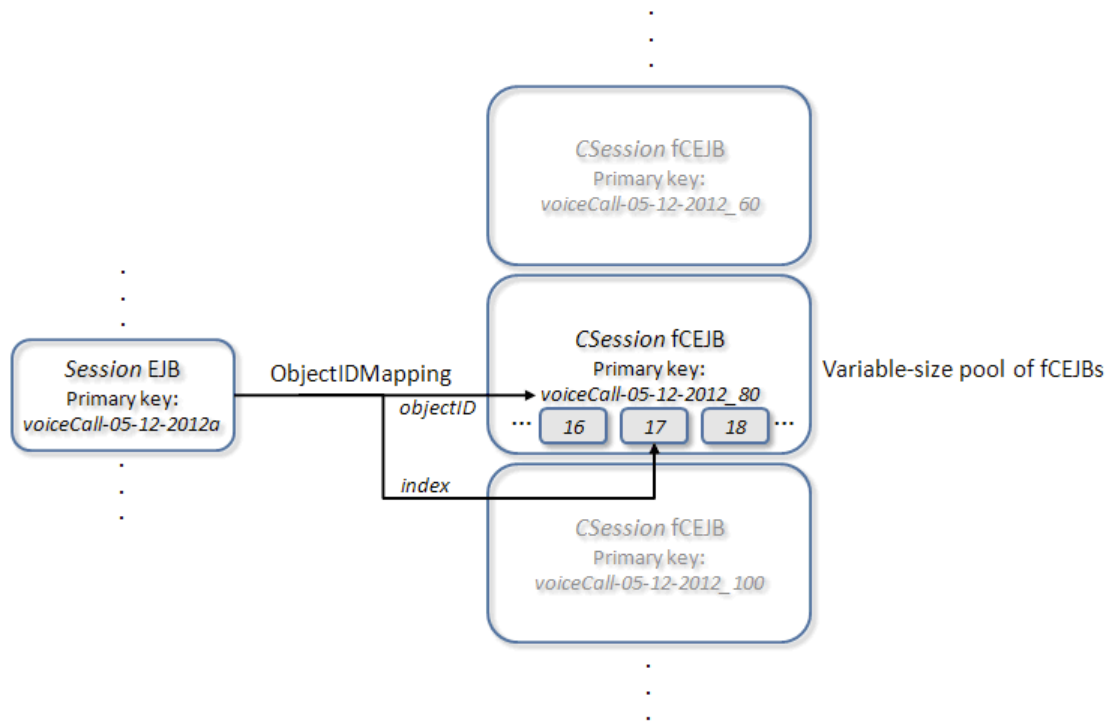 CSession fCEJB
Primary key:
voiceCall-05-12-2012_60
Session EJB
Primary key:
voiceCall-05-12-2012a
ObjectIDMapping
objectID
index
CSession fCEJB
Primary key:
voiceCall-05-12-2012_80
... 16 17 18 ...
Variable-size pool of fCEJBs
CSession fCEJB
Primary key:
voiceCall-05-12-2012_100